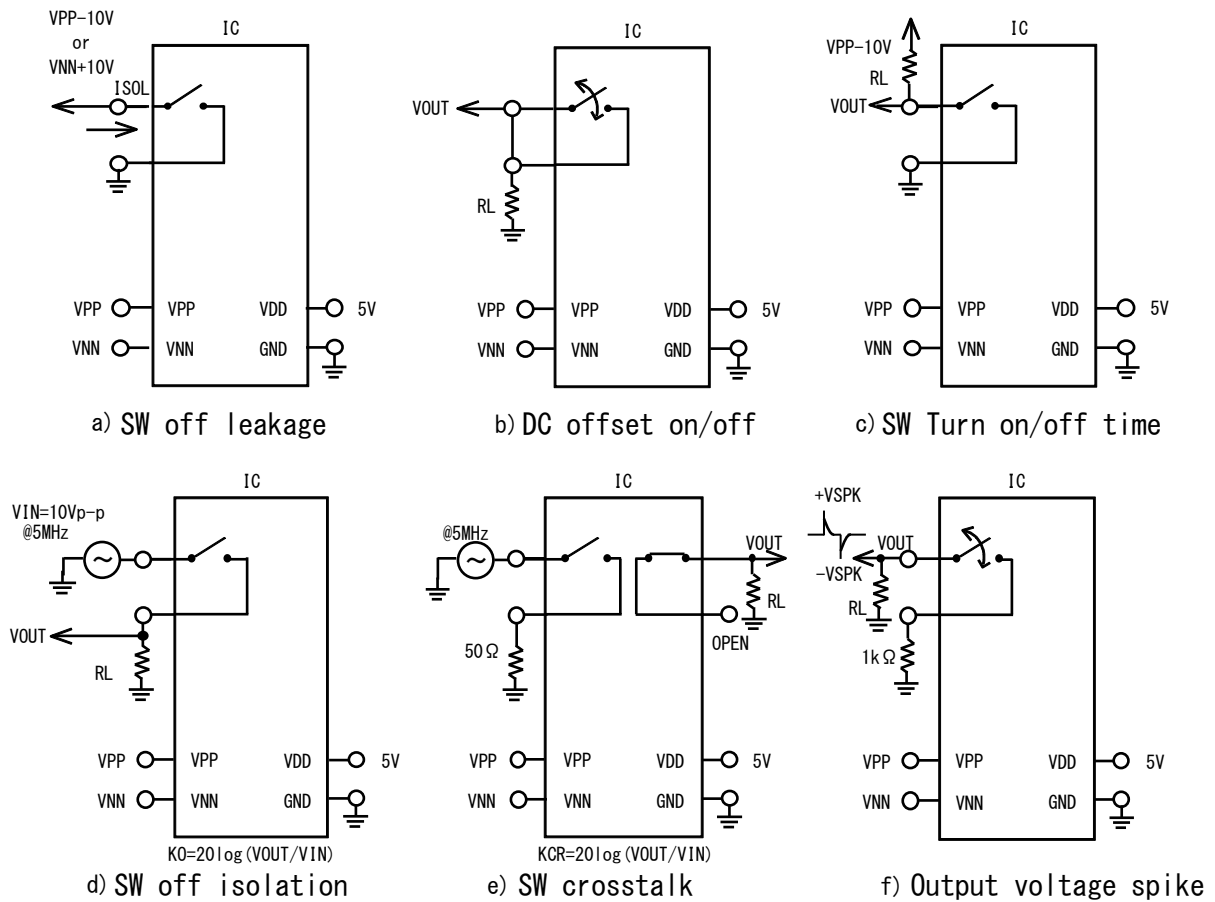 VPP-10V
or
VNN+10V
IC
ISOL
VPP
VPP
VDD
5V
VNN
VNN
GND
a) SW off leakage
IC
VOUT
RL
VPP
VPP
VDD
5V
VNN
VNN
GND
b) DC offset on/off
IC
VPP-10V
RL
VOUT
VPP
VPP
VDD
5V
VNN
VNN
GND
c) SW Turn on/off time
IC
VIN=10Vp-p
@5MHz
VOUT
RL
VPP
VPP
VDD
5V
VNN
VNN
GND
KO=20log(VOUT/VIN)
d) SW off isolation
IC
@5MHz
VOUT
RL
50Ω
OPEN
VPP
VPP
VDD
5V
VNN
VNN
GND
KCR=20log(VOUT/VIN)
e) SW crosstalk
IC
+VSPK
VOUT
-VSPK
RL
1kΩ
VPP
VPP
VDD
5V
VNN
VNN
GND
f) Output voltage spike